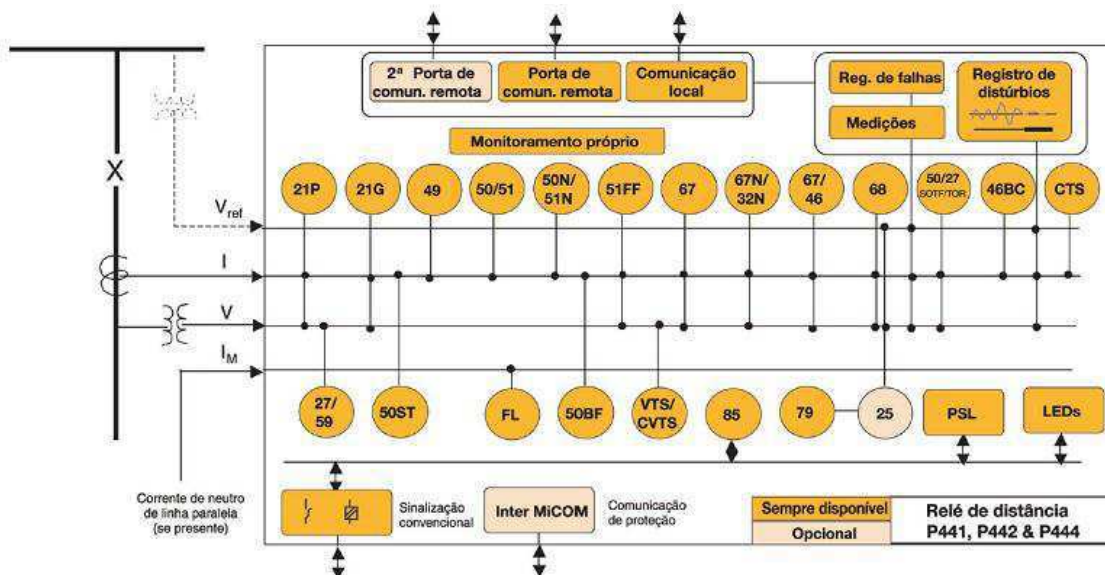 2ª Porta de
comun. remota
Porta de
comun. remota
Comunicação
local
Reg. de falhas
Medições
Registro de
distúrbios
Monitoramento próprio
21P
21G
49
50/51
50N/
51N
51FF
67
67N/
32N
67/
46
68
50/27
SOTF/TOR
46BC
CTS
X
Vref
I
V
IM
27/
59
50ST
FL
50BF
VTS/
CVTS
85
79
25
PSL
LEDs
Corrente de neutro
de linha paralela
(se presente)
Sinalização
convencional
Inter MiCOM
Comunicação
de proteção
Sempre disponível
Opcional
Relé de distância
P441, P442 & P444